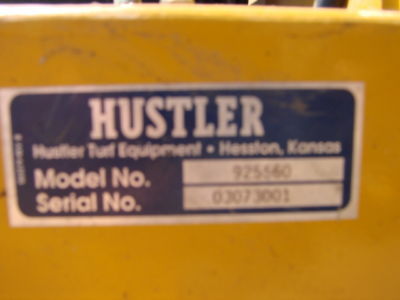 HUSTLER
Hustler Turf Equipment • Hesston, Kansas
Model No. 925560
Serial No. 03073001